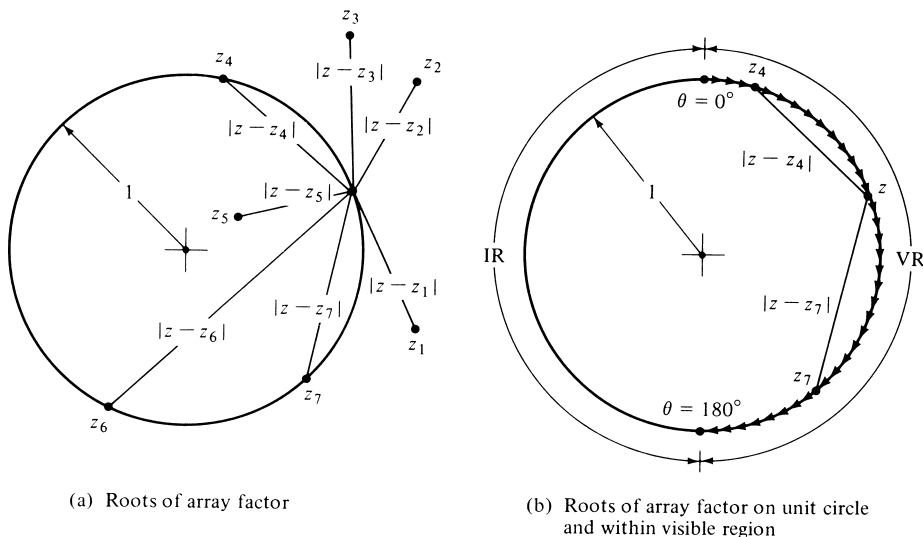 z₃
z₄
|z − z₃|
z₂
|z − z₄|
|z − z₂|
1
|z − z₅|
z₅
|z − z₁|
|z − z₇|
|z − z₆|
z₁
z₇
z₆
(a) Roots of array factor
z₄
θ = 0°
|z − z₄|
z
1
IR
VR
|z − z₇|
z₇
θ = 180°
(b) Roots of array factor on unit circle
and within visible region